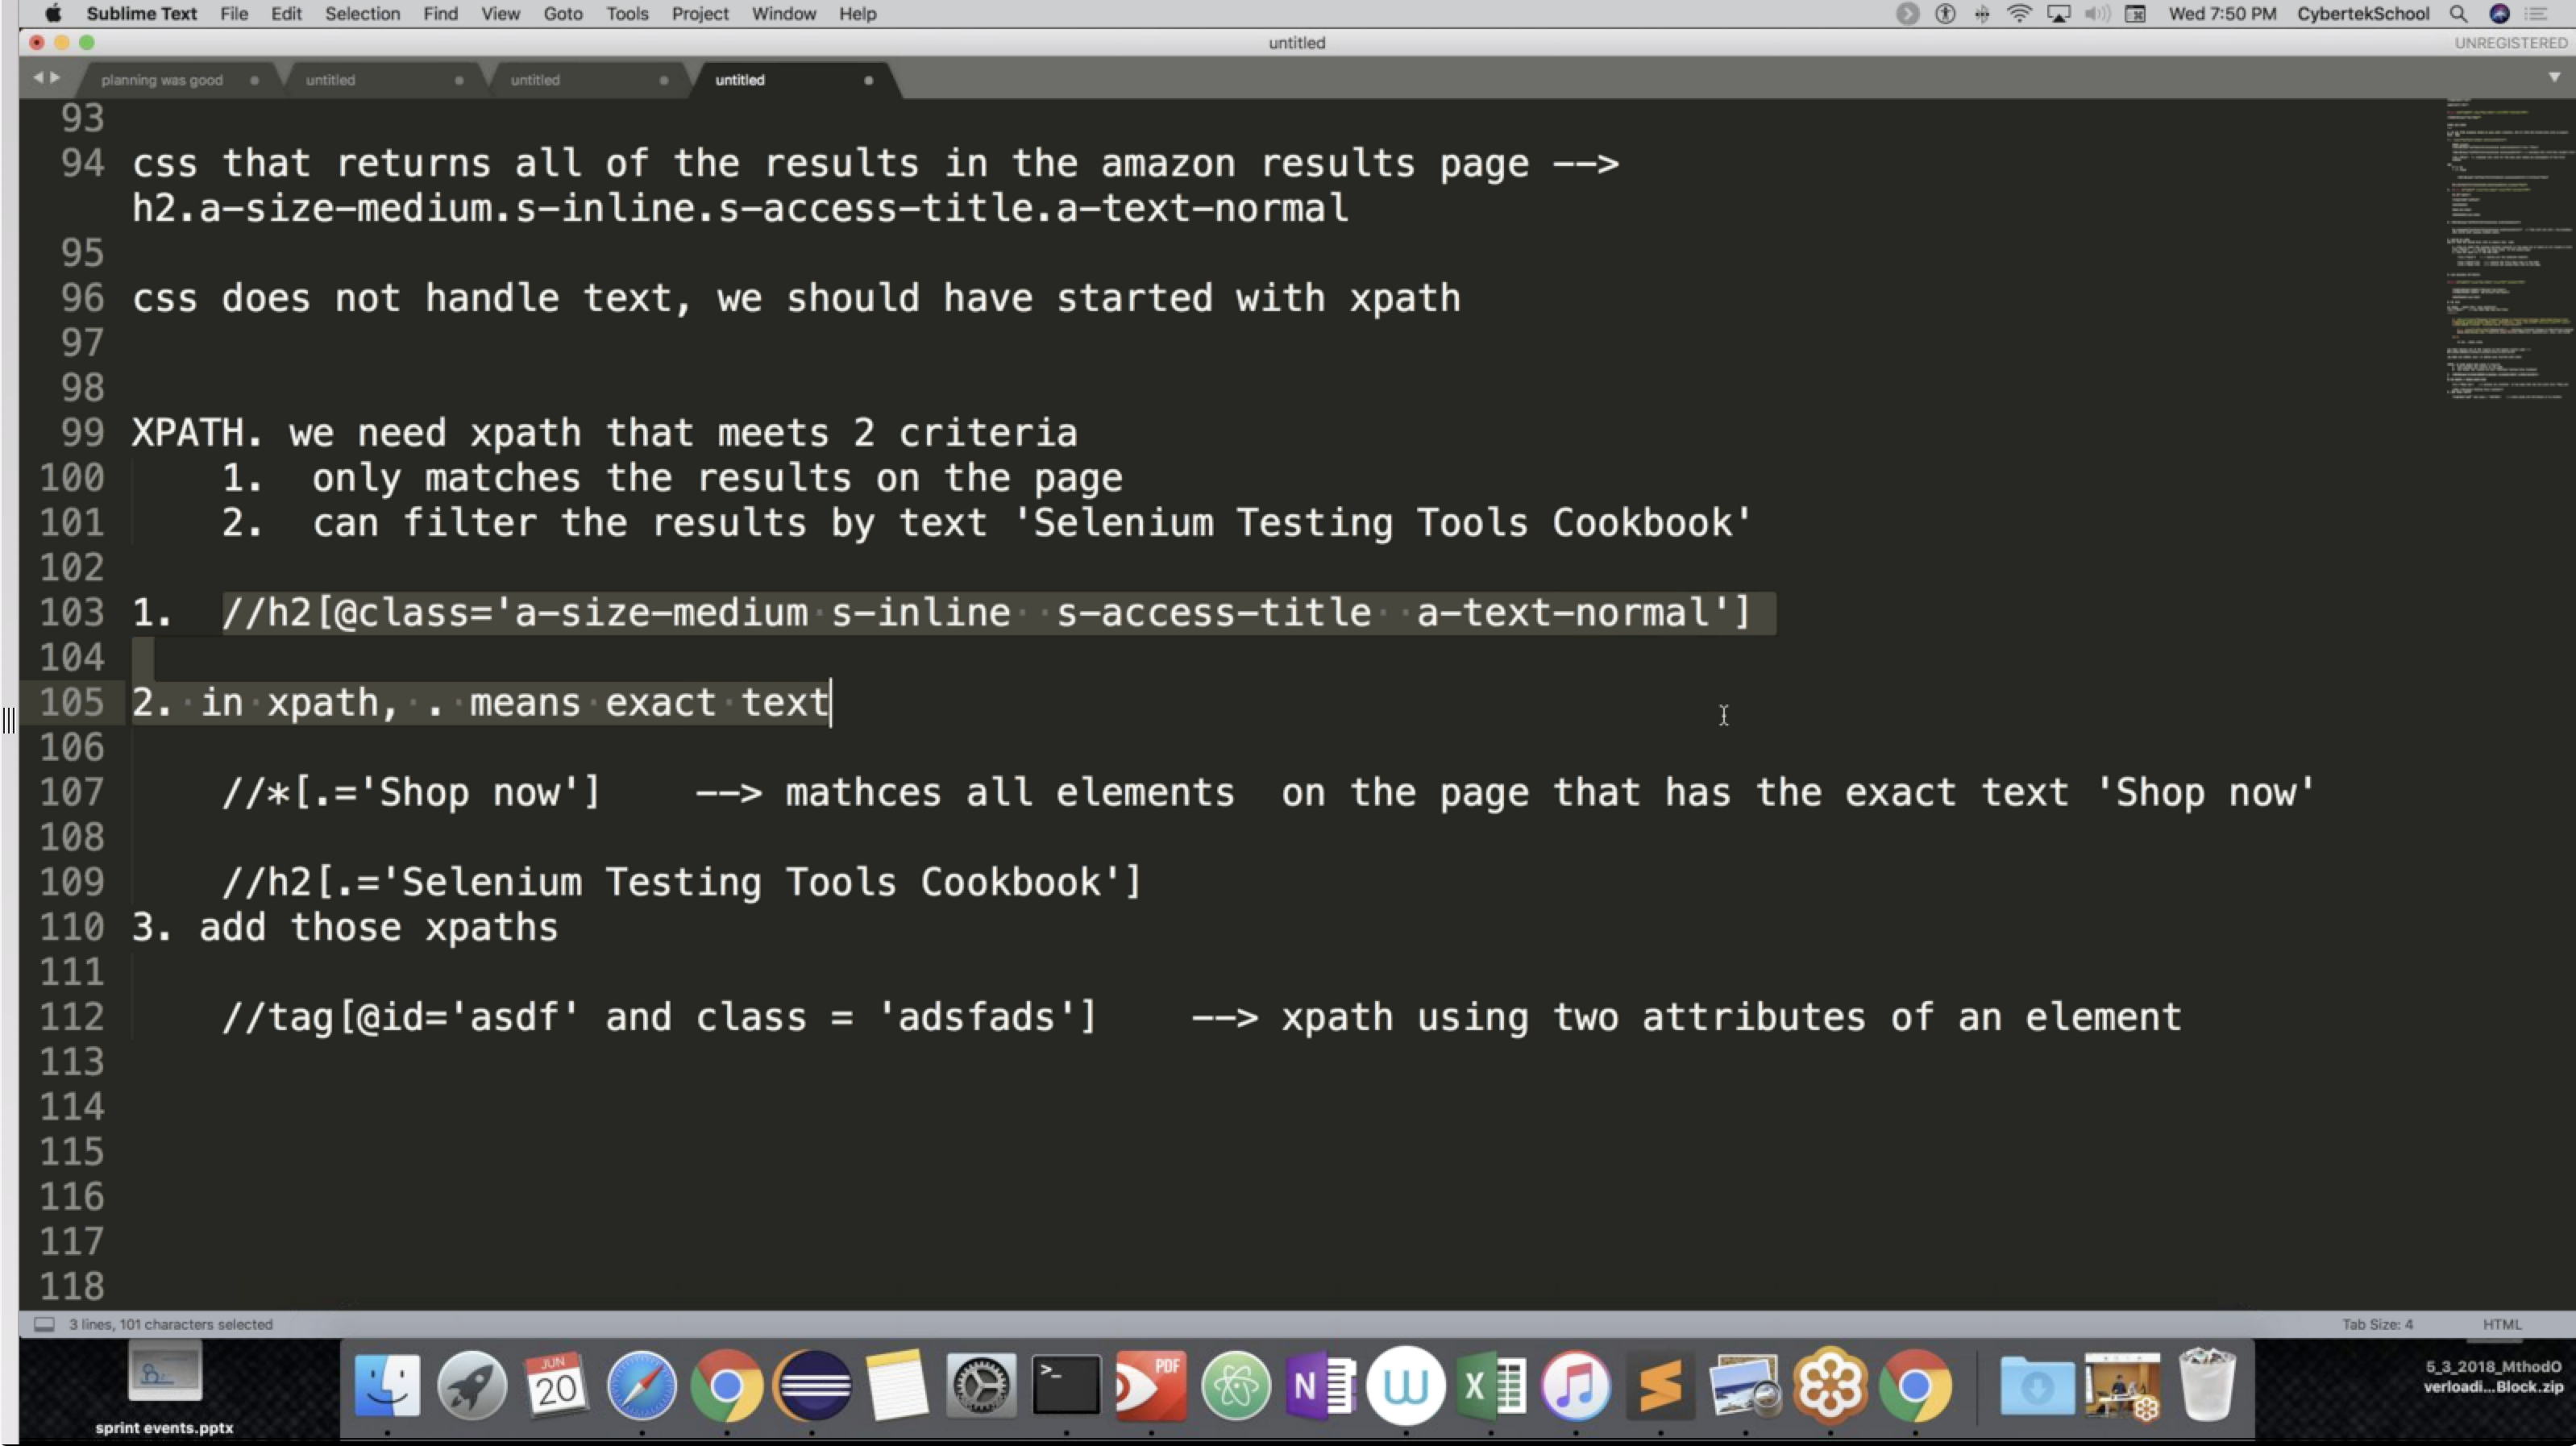 Sublime Text File Edit Selection Find View Goto Tools Project Window Help Wed 7:50 PM CybertekSchool
untitled UNREGISTERED
planning was good untitled untitled untitled
93
94 css that returns all of the results in the amazon results page -->
h2.a-size-medium.s-inline.s-access-title.a-text-normal
95
96 css does not handle text, we should have started with xpath
97
98
99 XPATH. we need xpath that meets 2 criteria
100 1. only matches the results on the page
101 2. can filter the results by text 'Selenium Testing Tools Cookbook'
102
103 1. //h2[@class='a-size-medium s-inline  s-access-title  a-text-normal']
104
105 2. in xpath, . means exact text
106
107 //*[.='Shop now'] --> mathces all elements  on the page that has the exact text 'Shop now'
108
109 //h2[.='Selenium Testing Tools Cookbook']
110 3. add those xpaths
111
112 //tag[@id='asdf' and class = 'adsfads'] --> xpath using two attributes of an element
113
114
115
116
117
118
3 lines, 101 characters selected Tab Size: 4 HTML
JUN
20
PDF
>_
N
W
X
sprint events.pptx
5_3_2018_MthodO
verloadi...Block.zip